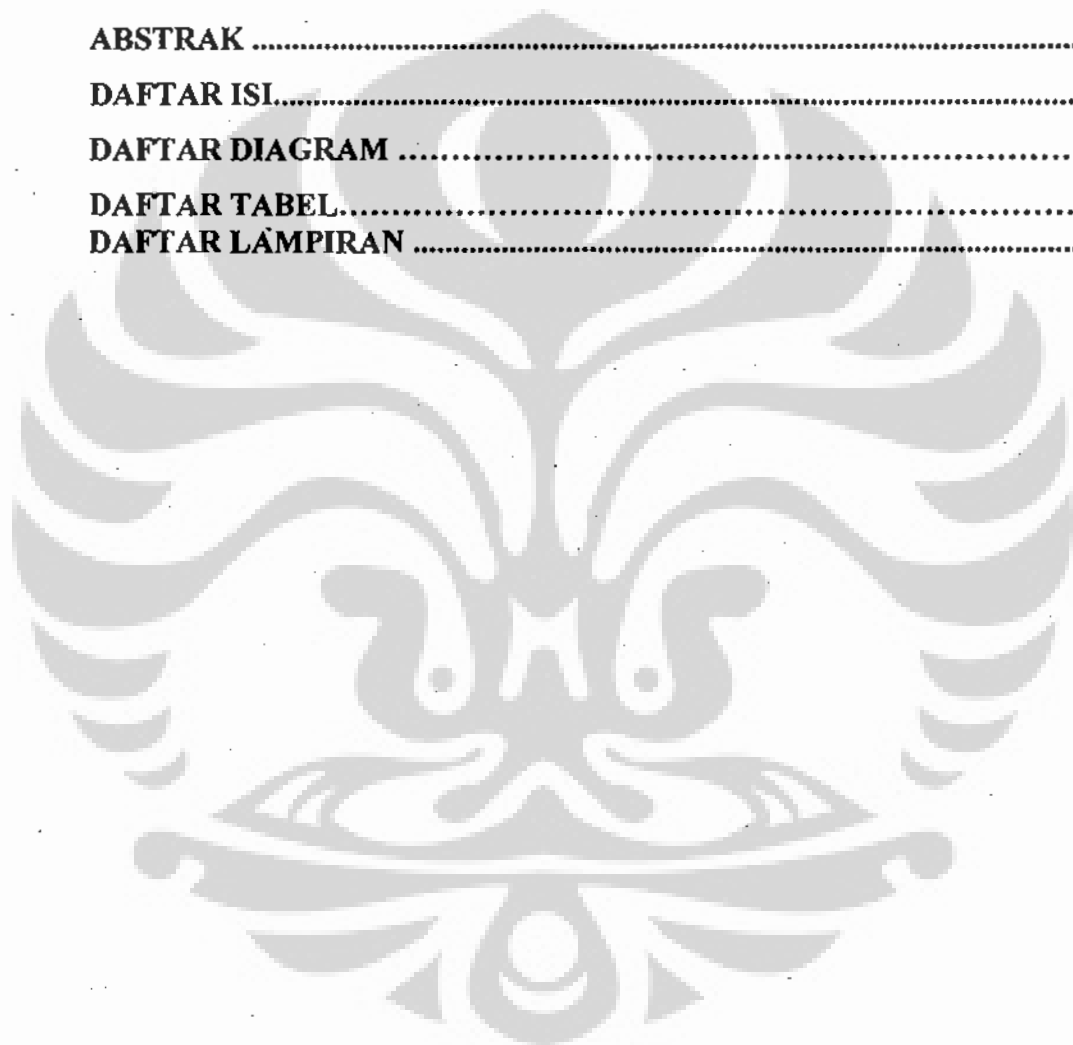 ABSTRAK ..........................................................................................
DAFTAR ISI..........................................................................................
DAFTAR DIAGRAM ..........................................................................................
DAFTAR TABEL..........................................................................................
DAFTAR LAMPIRAN ..........................................................................................